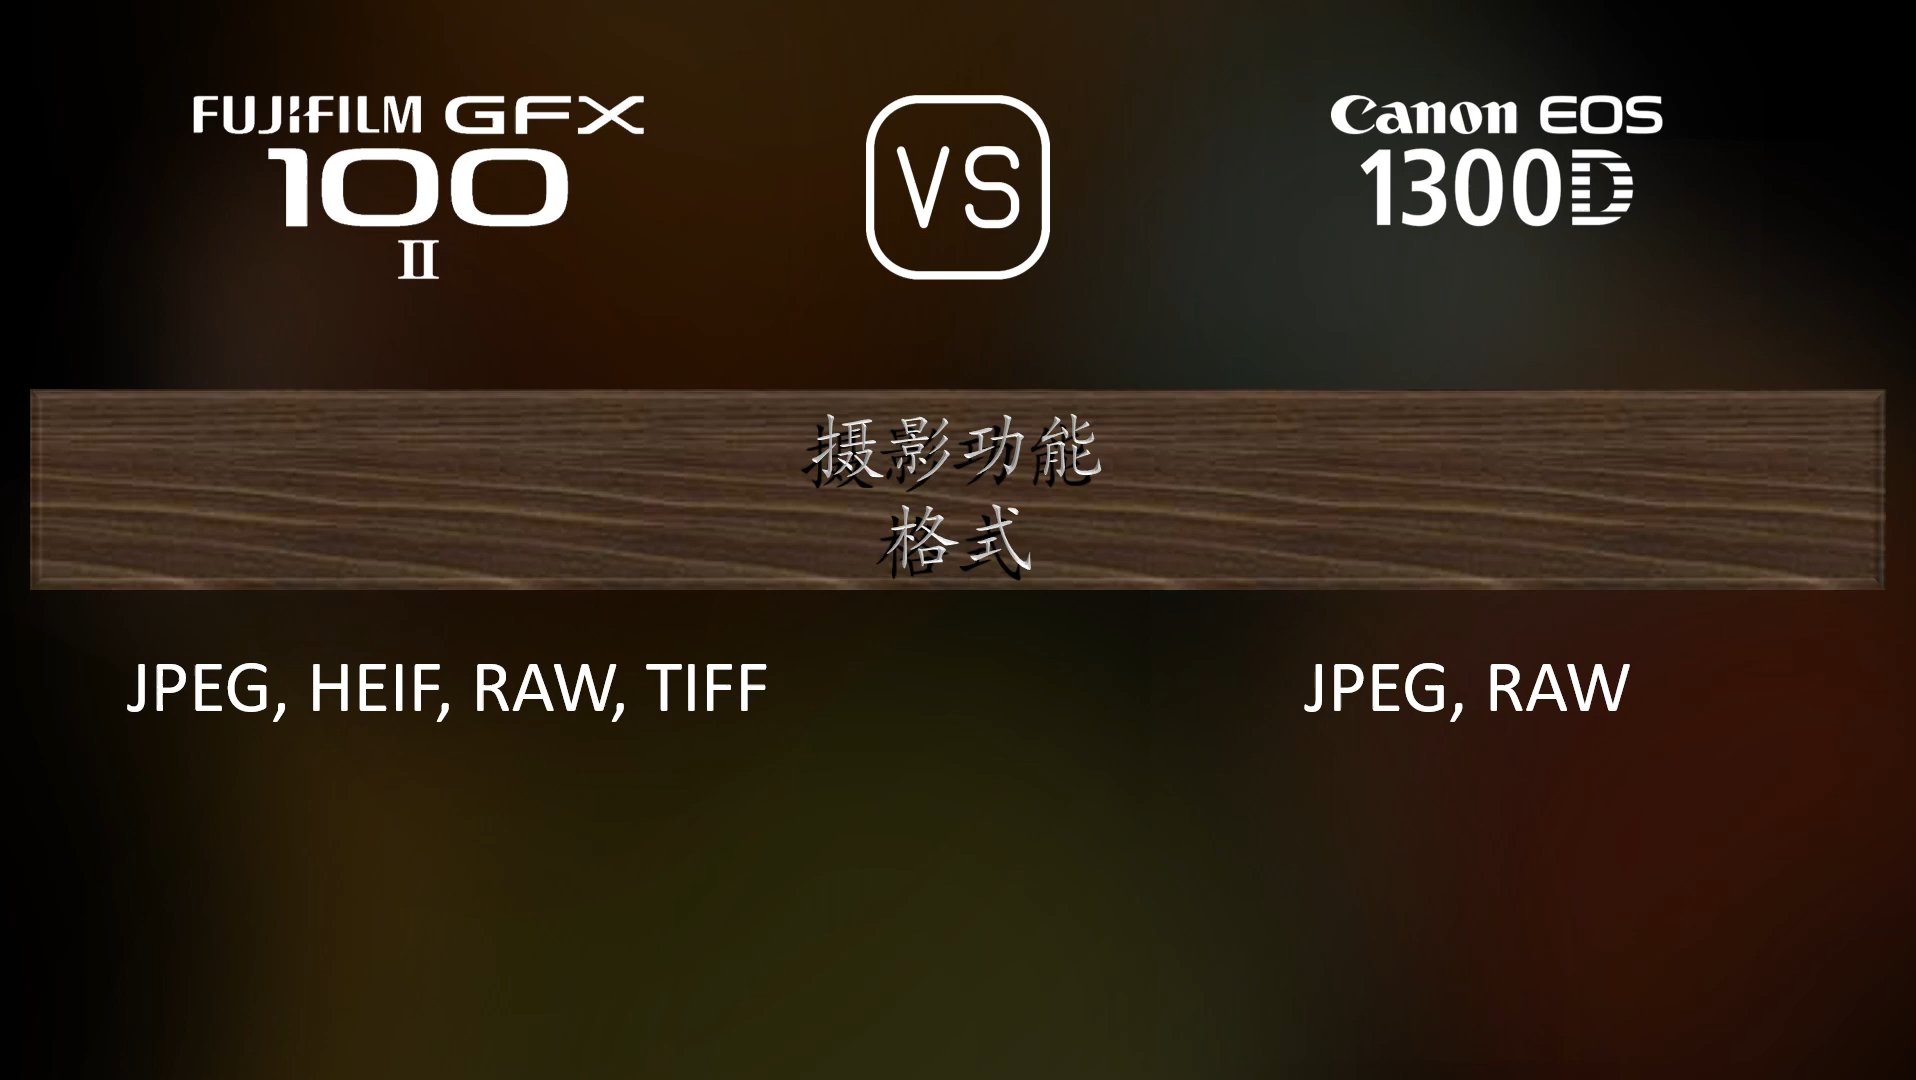 FUJIFILM GFX
100
II
VS
Canon EOS
1300D
摄影功能
格式
JPEG, HEIF, RAW, TIFF
JPEG, RAW